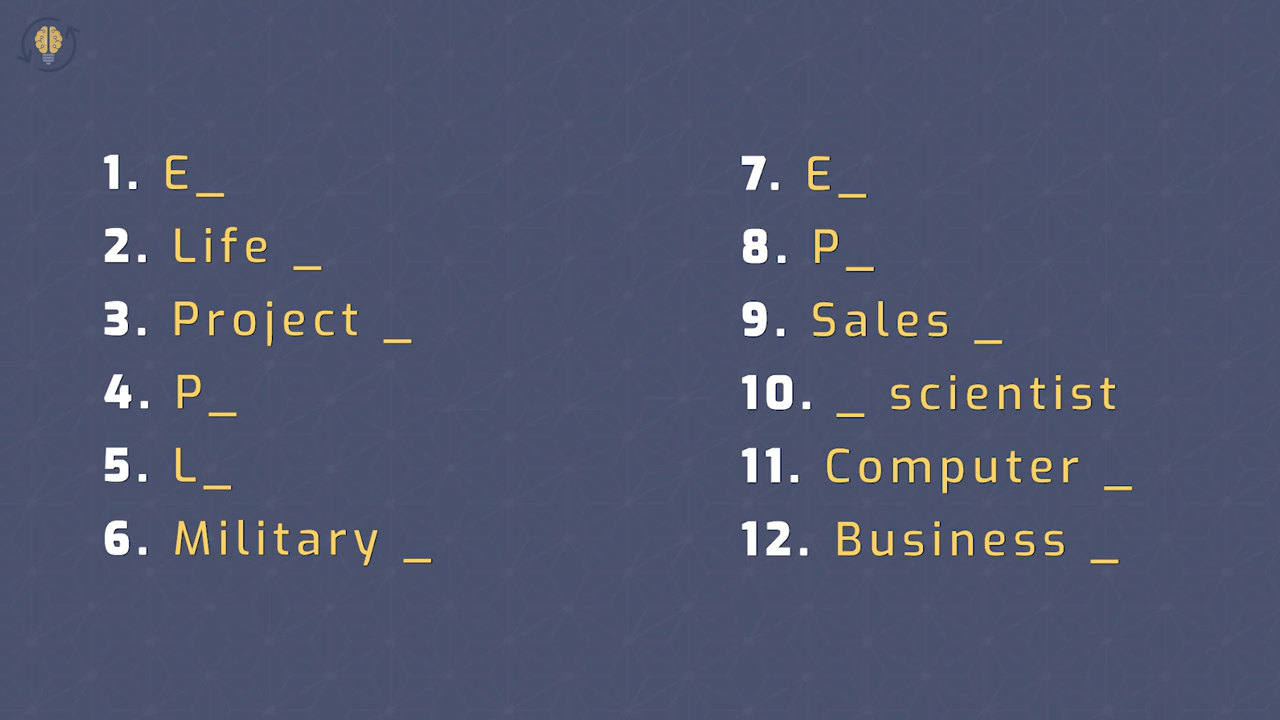 1. E_
2. Life _
3. Project _
4. P_
5. L_
6. Military _
7. E_
8. P_
9. Sales _
10. _ scientist
11. Computer _
12. Business _